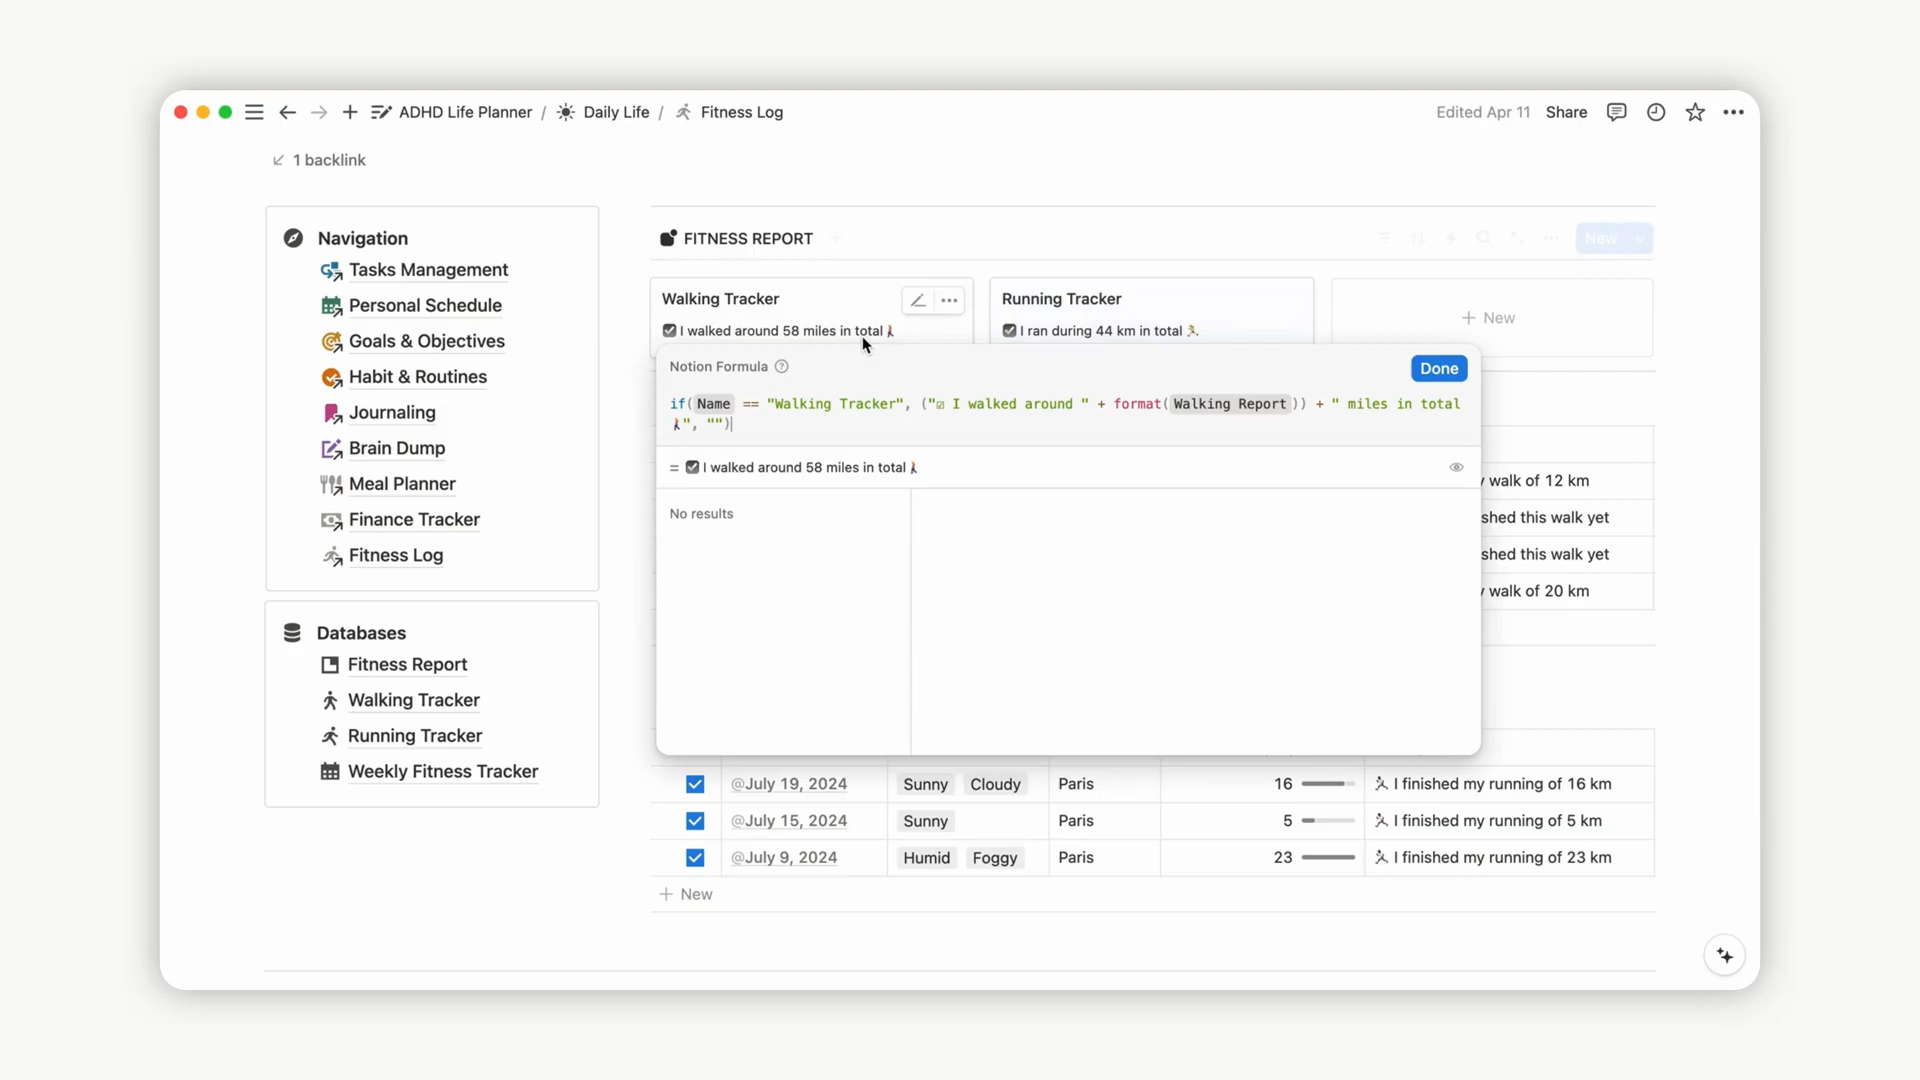 ADHD Life Planner / Daily Life / Fitness Log
Edited Apr 11 Share
1 backlink
Navigation
Tasks Management
Personal Schedule
Goals & Objectives
Habit & Routines
Journaling
Brain Dump
Meal Planner
Finance Tracker
Fitness Log
Databases
Fitness Report
Walking Tracker
Running Tracker
Weekly Fitness Tracker
FITNESS REPORT
New
Walking Tracker
☑ I walked around 58 miles in total🚶
Running Tracker
☑ I ran during 44 km in total 🏃
+ New
Notion Formula
Done
if(Name == "Walking Tracker", ("☑ I walked around " + format(Walking Report)) + " miles in total
🚶", "")
= ☑ I walked around 58 miles in total🚶
No results
walk of 12 km
shed this walk yet
shed this walk yet
walk of 20 km
@July 19, 2024 Sunny Cloudy Paris 16 I finished my running of 16 km
@July 15, 2024 Sunny Paris 5 I finished my running of 5 km
@July 9, 2024 Humid Foggy Paris 23 I finished my running of 23 km
+ New